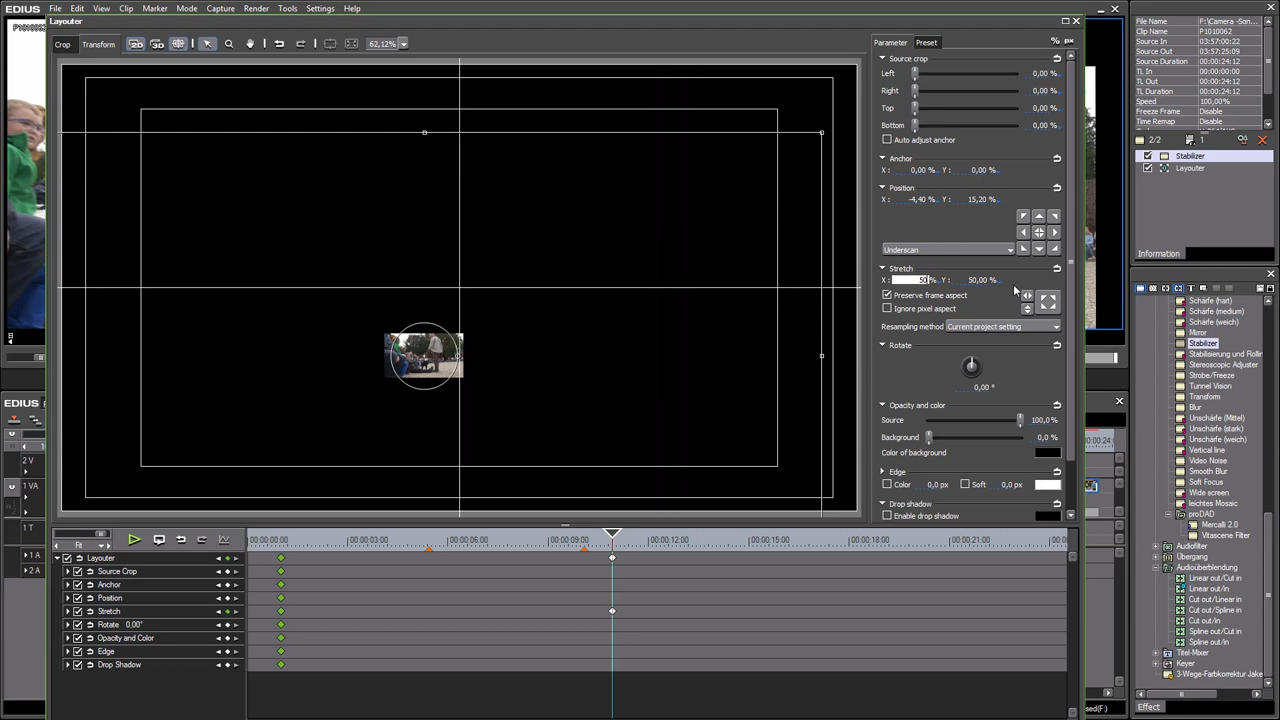 EDIUS File Edit View Clip Marker Mode Capture Render Tools Settings Help
Layouter
Crop Transform 2D 3D 62,12%
Parameter Preset % px
Source crop
Left 0,00 %
Right 0,00 %
Top 0,00 %
Bottom 0,00 %
Auto adjust anchor
Anchor
X : 0,00 % Y : 0,00 %
Position
X : -4,40 % Y : 15,20 %
Underscan
Stretch
X : 50 % Y : 50,00 %
Preserve frame aspect
Ignore pixel aspect
Resampling method Current project setting
Rotate
0,00 °
Opacity and color
Source 100,0 %
Background 0,0 %
Color of background
Edge
Color 0,0 px Soft 0,0 px
Drop shadow
Enable drop shadow
File Name F:\Camera -Son
Clip Name P1010062
Source In 03:57:00:22
Source Out 03:57:25:09
Source Duration 00:00:24:12
TL In 00:00:00:00
TL Out 00:00:24:12
TL Duration 00:00:24:12
Speed 100,00%
Freeze Frame Disable
Time Remap Disable
2/2 1
Stabilizer
Layouter
Information
Schärfe (hart)
Schärfe (medium)
Schärfe (weich)
Mirror
Stabilizer
Stabilisierung und Rollin
Stereoscopic Adjuster
Strobe/Freeze
Tunnel Vision
Transform
Blur
Unschärfe (Mittel)
Unschärfe (stark)
Unschärfe (weich)
Vertical line
Video Noise
Smooth Blur
Soft Focus
Wide screen
leichtes Mosaic
proDAD
Mercalli 2.0
Vitascene Filter
Audiofilter
Übergang
Audioüberblendung
Linear out/Cut in
Linear out/in
Cut out/Linear in
Cut out/Spline in
Cut out/in
Spline out/Cut in
Spline out/in
Titel-Mixer
Keyer
3-Wege-Farbkorrektur Jake
Effect
Fit
00:00:00:00 00:00:03:00 00:00:06:00 00:00:09:00 00:00:12:00 00:00:15:00 00:00:18:00 00:00:21:00 00:00
Layouter
Source Crop
Anchor
Position
Stretch
Rotate 0,00°
Opacity and Color
Edge
Drop Shadow
2 V
1 VA
1 T
1 A
2 A